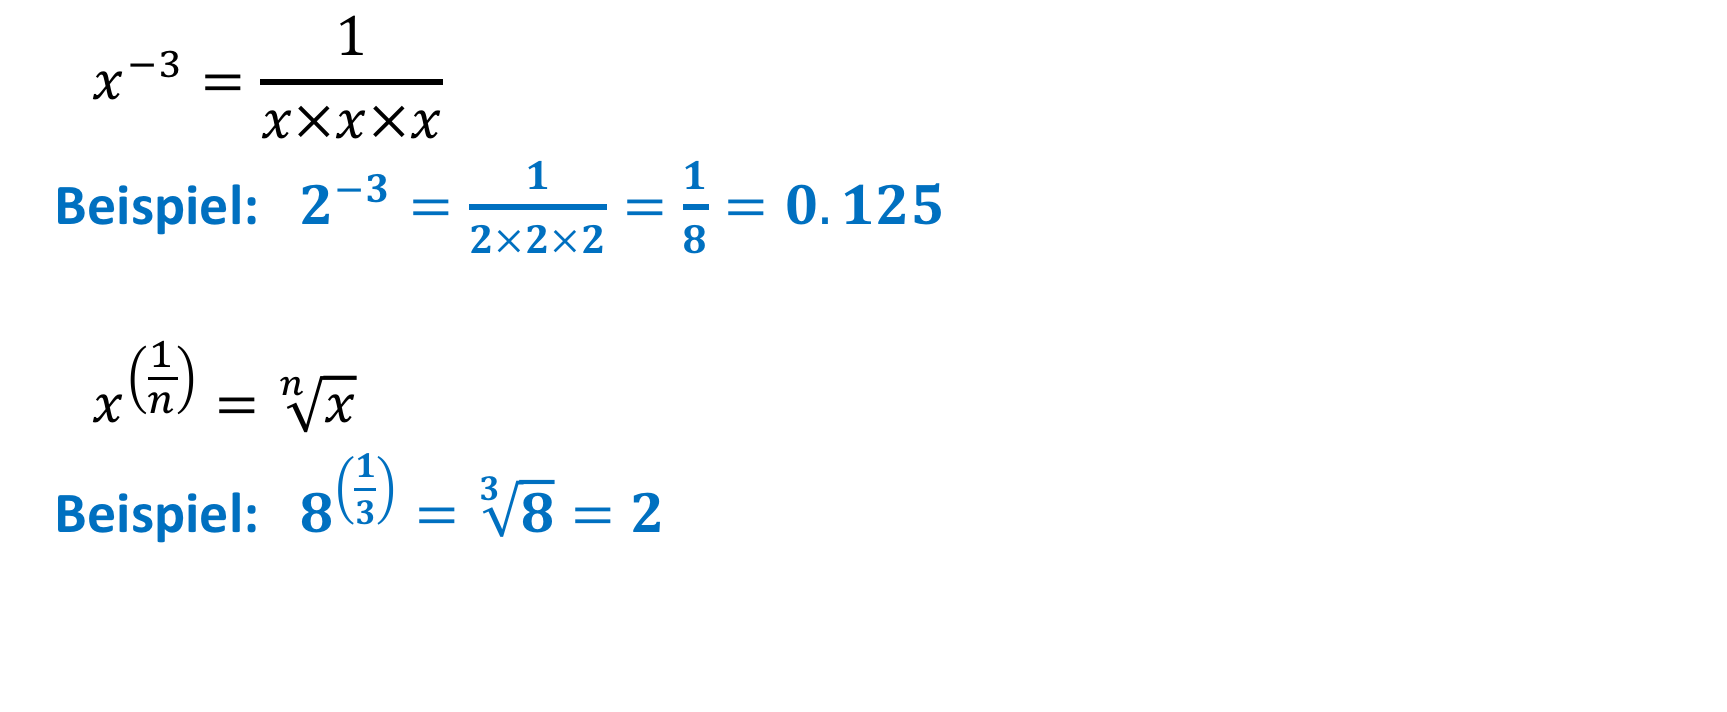 x⁻³ = 1/(x×x×x)
Beispiel: 2⁻³ = 1/(2×2×2) = 1/8 = 0.125
x^(1/n) = ⁿ√x
Beispiel: 8^(1/3) = ³√8 = 2